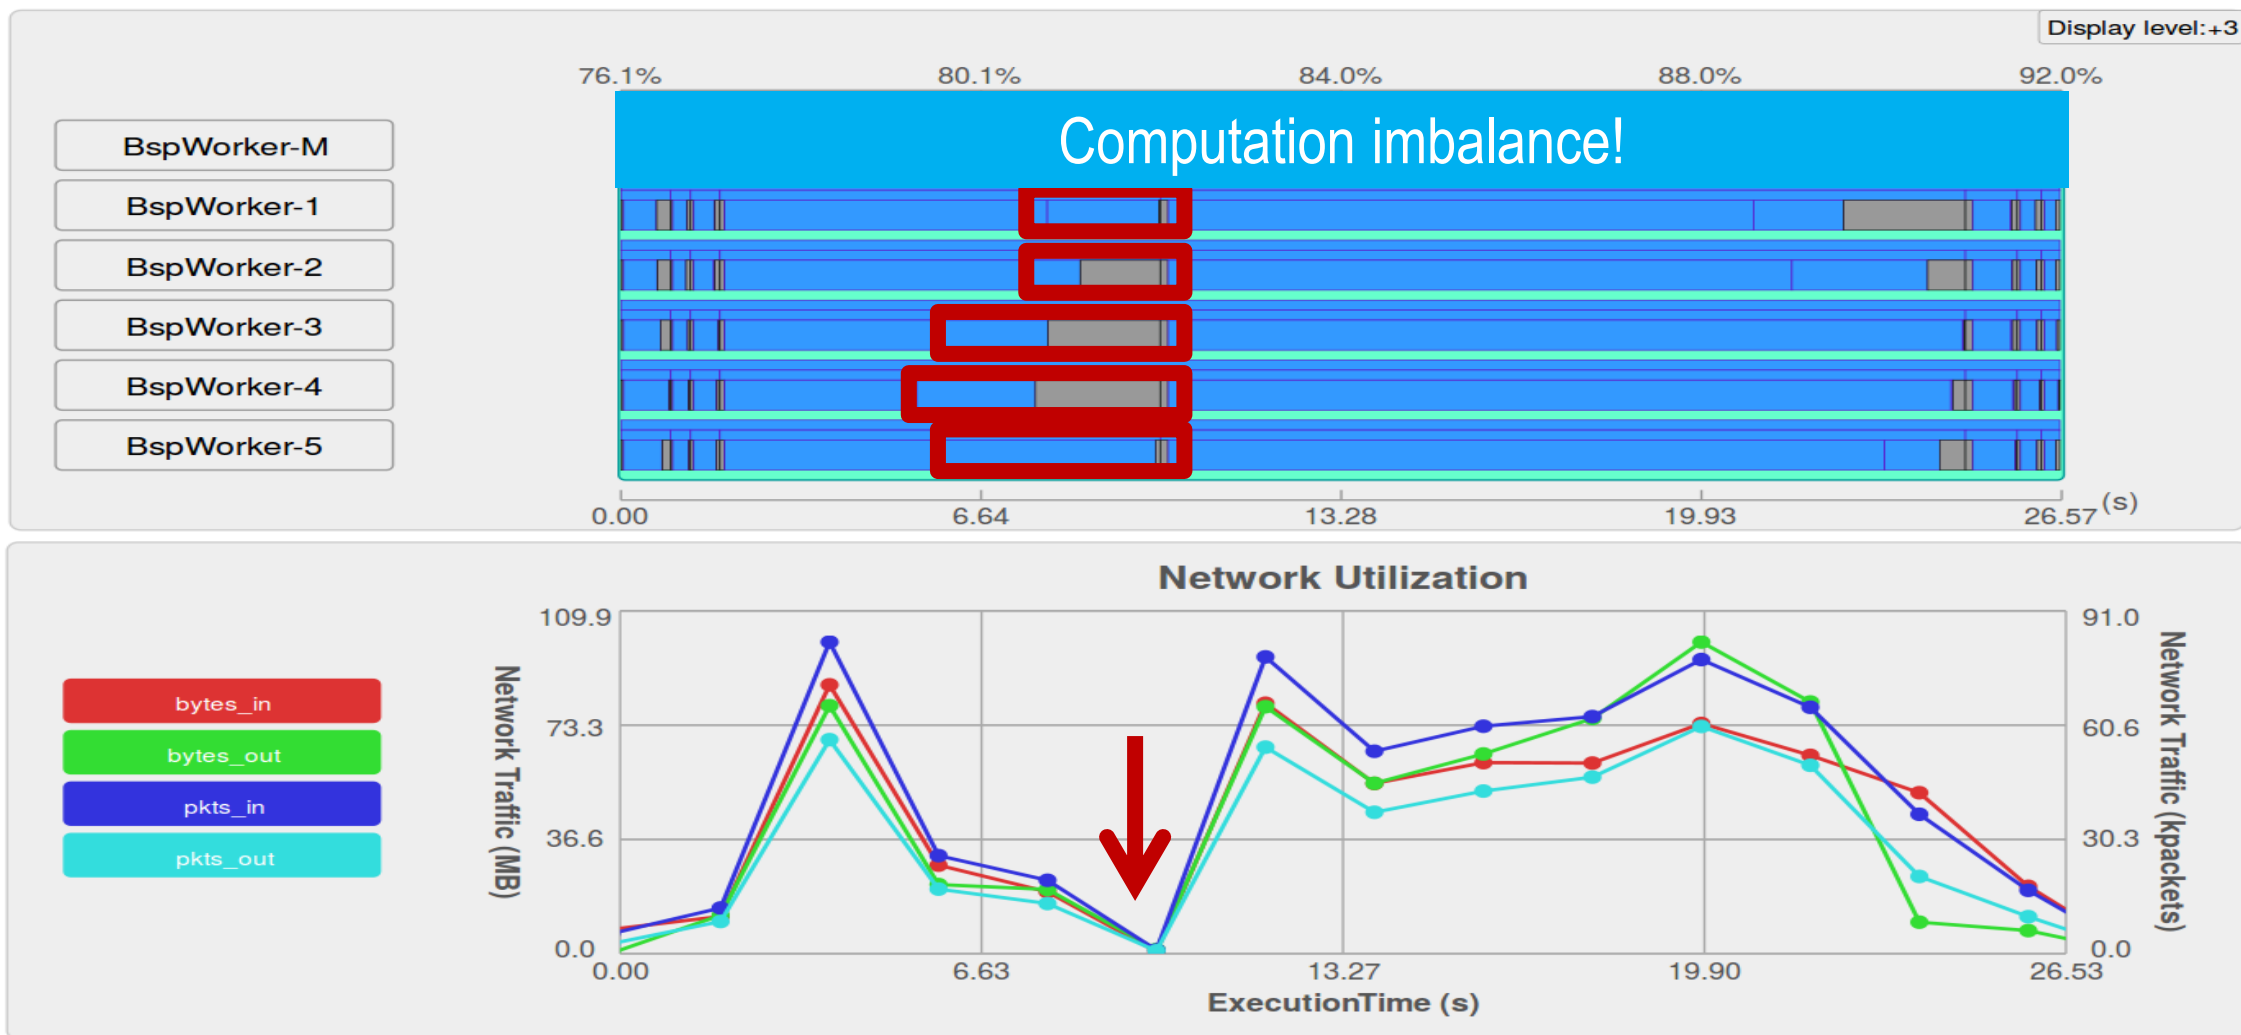 Display level:+3
76.1% 80.1% 84.0% 88.0% 92.0%
Computation imbalance!
BspWorker-M
BspWorker-1
BspWorker-2
BspWorker-3
BspWorker-4
BspWorker-5
0.00 6.64 13.28 19.93 26.57 (s)
Network Utilization
bytes_in
bytes_out
pkts_in
pkts_out
Network Traffic (MB)
109.9
73.3
36.6
0.0
91.0
60.6
30.3
0.0
Network Traffic (kpackets)
0.00 6.63 13.27 19.90 26.53
ExecutionTime (s)